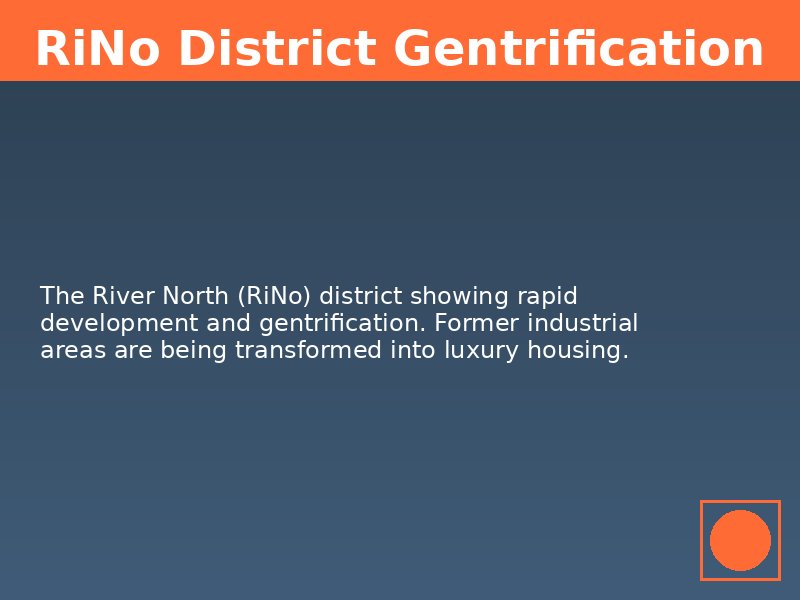 RiNo District Gentrification
The River North (RiNo) district showing rapid
development and gentrification. Former industrial
areas are being transformed into luxury housing.